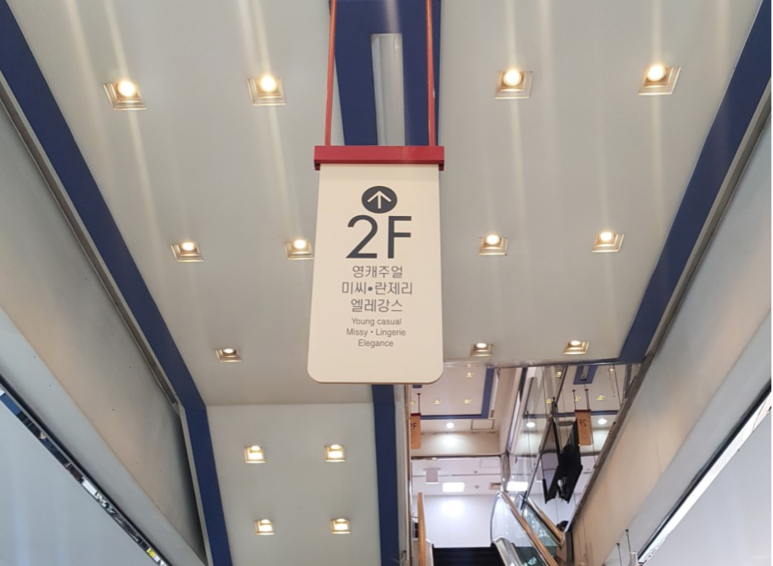 2F
영캐주얼
미씨•란제리
엘레강스
Young casual
Missy • Lingerie
Elegance
2F